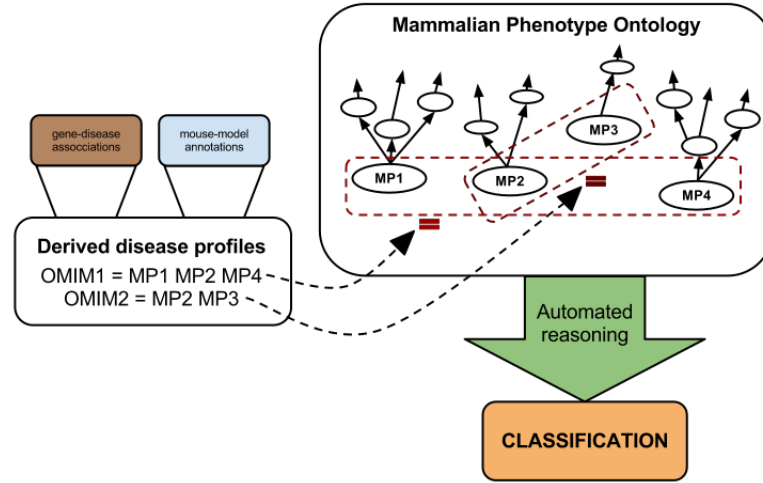 Mammalian Phenotype Ontology
gene-disease
assocciations
mouse-model
annotations
MP3
MP1
MP2
MP4
Derived disease profiles
OMIM1 = MP1 MP2 MP4
OMIM2 = MP2 MP3
Automated
reasoning
CLASSIFICATION